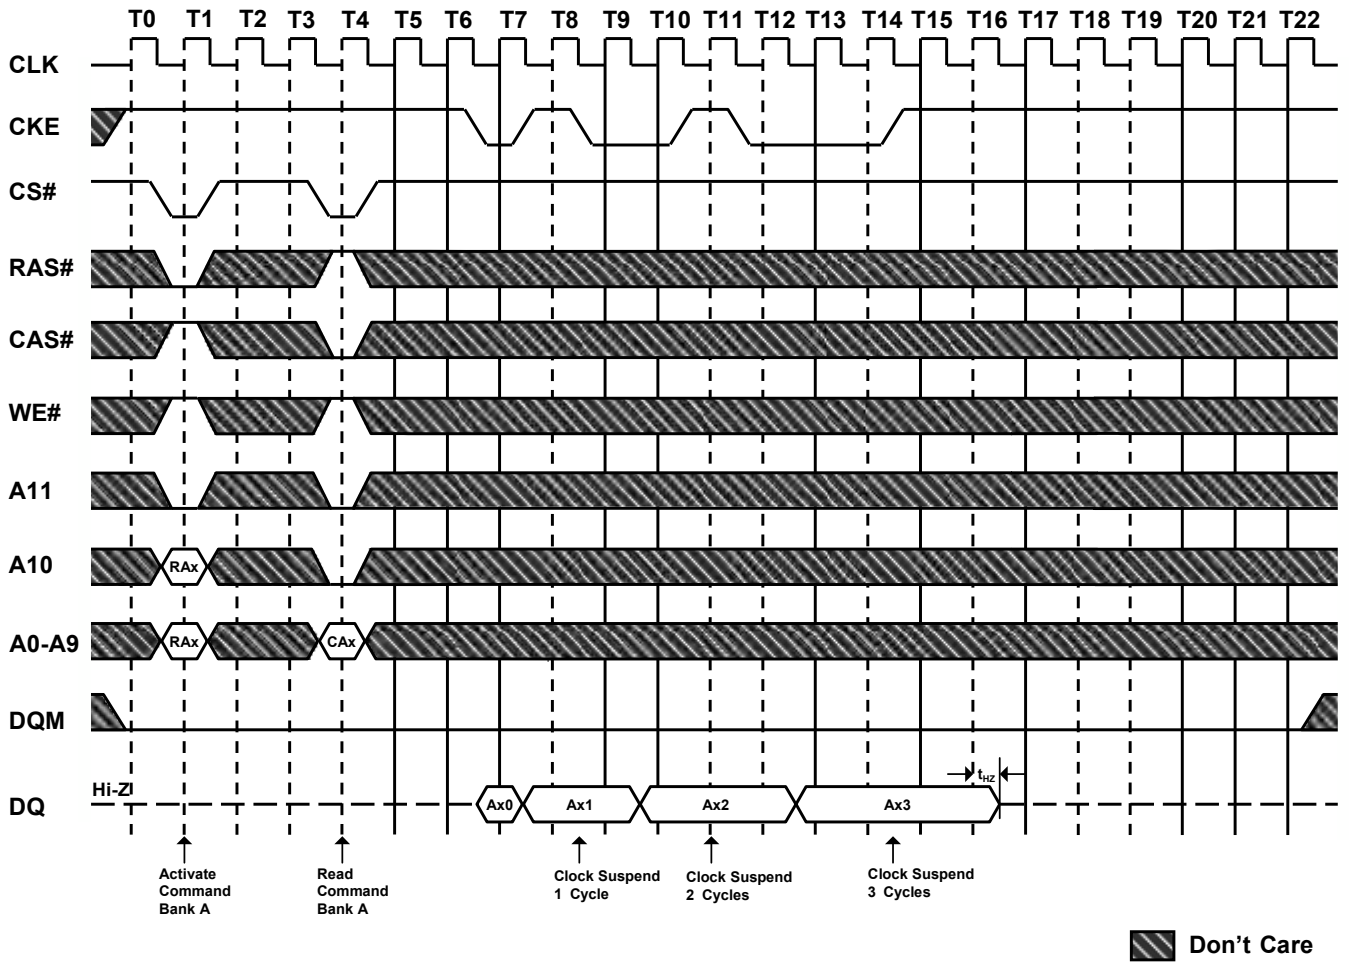 T0 T1 T2 T3 T4 T5 T6 T7 T8 T9 T10 T11 T12 T13 T14 T15 T16 T17 T18 T19 T20 T21 T22
CLK
CKE
CS#
RAS#
CAS#
WE#
A11
A10 RAx
A0-A9 RAx CAx
DQM
tHZ
Hi-Z
DQ Ax0 Ax1 Ax2 Ax3
Activate
Command
Bank A
Read
Command
Bank A
Clock Suspend
1 Cycle
Clock Suspend
2 Cycles
Clock Suspend
3 Cycles
Don't Care